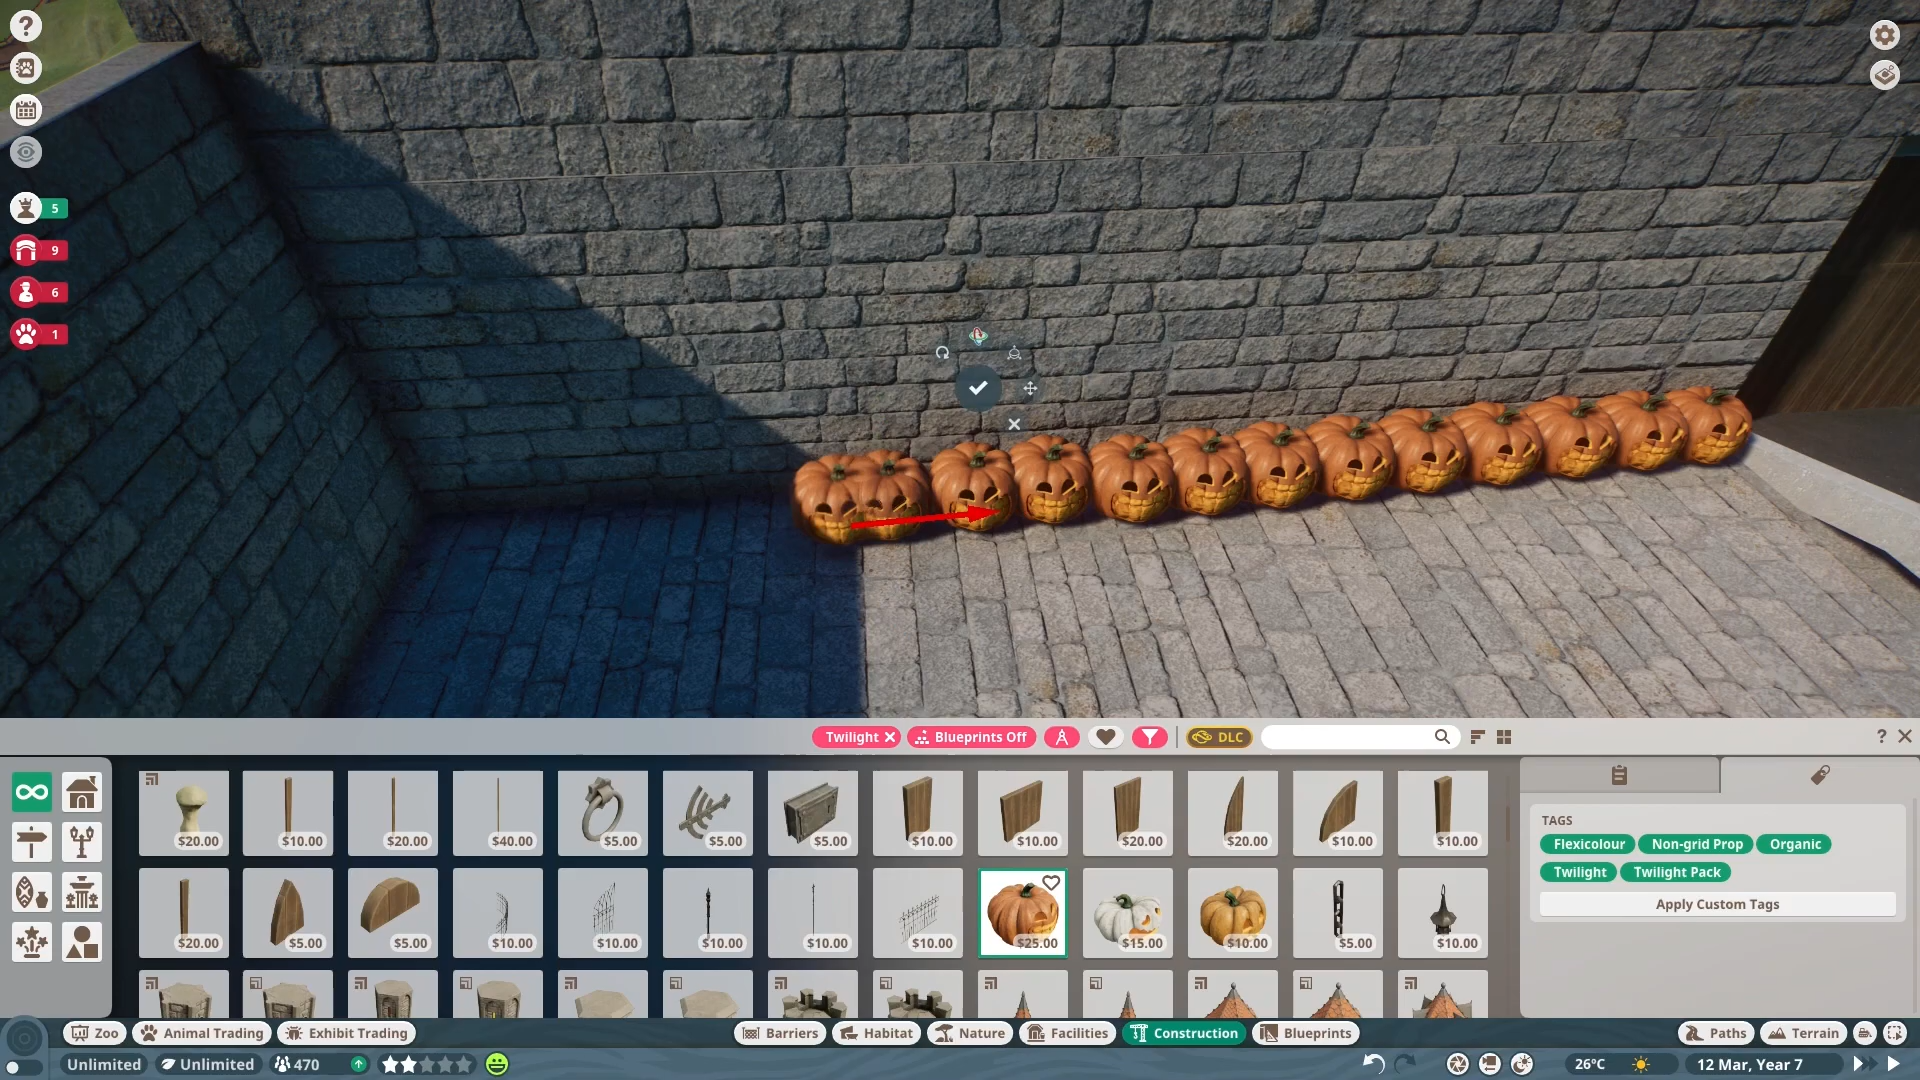 ?
5
9
6
1
Twilight Blueprints Off DLC ?
$20.00 $10.00 $20.00 $40.00 $5.00 $5.00 $5.00 $10.00 $10.00 $20.00 $20.00 $10.00 $10.00
$20.00 $5.00 $5.00 $10.00 $10.00 $10.00 $10.00 $10.00 $25.00 $15.00 $10.00 $5.00 $10.00
TAGS
Flexicolour Non-grid Prop Organic
Twilight Twilight Pack
Apply Custom Tags
Zoo Animal Trading Exhibit Trading Barriers Habitat Nature Facilities Construction Blueprints Paths Terrain
Unlimited Unlimited 470 26°C 12 Mar, Year 7